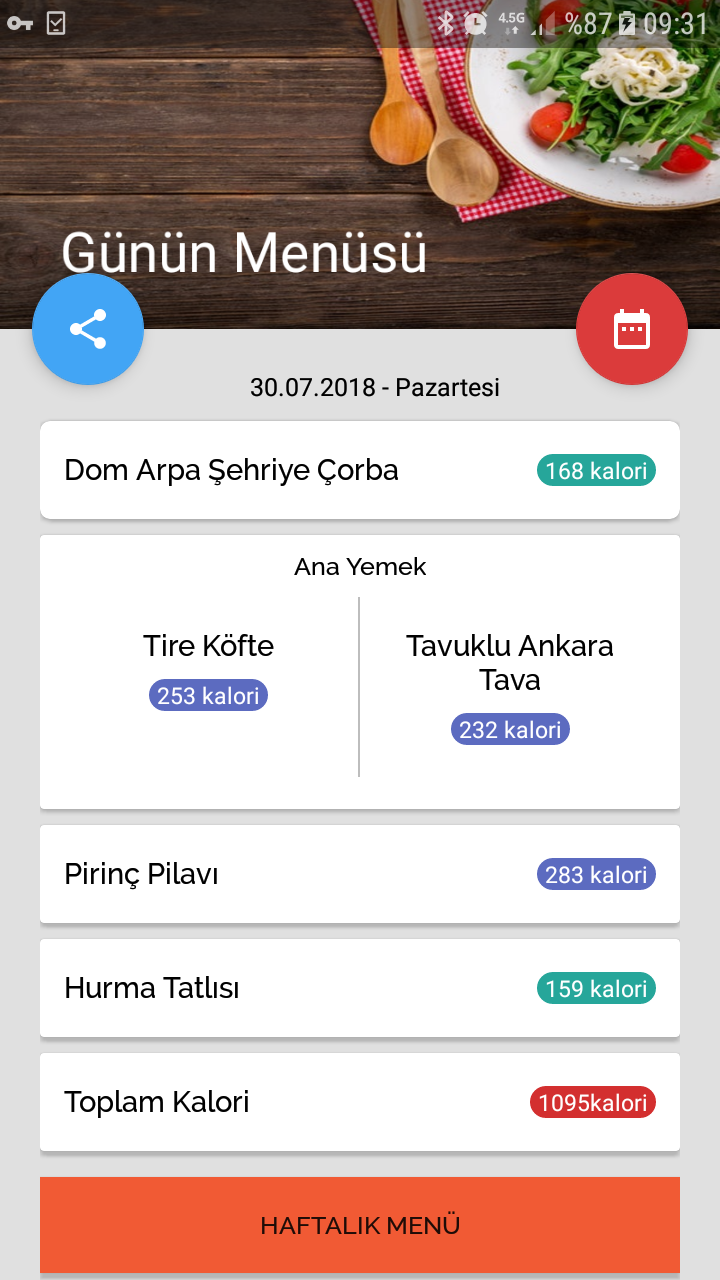 4.5G %87 09:31
Günün Menüsü
30.07.2018 - Pazartesi
Dom Arpa Şehriye Çorba
168 kalori
Ana Yemek
Tire Köfte
253 kalori
Tavuklu Ankara
Tava
232 kalori
Pirinç Pilavı
283 kalori
Hurma Tatlısı
159 kalori
Toplam Kalori
1095kalori
HAFTALIK MENÜ